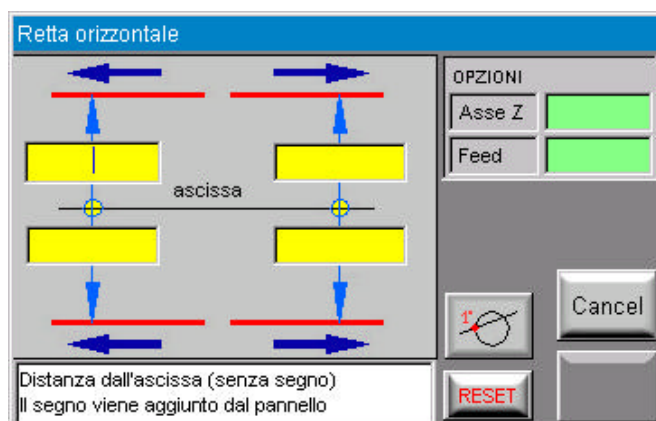 Retta orizzontale
OPZIONI
Asse Z
Feed
ascissa
Cancel
1°
RESET
Distanza dall'ascissa (senza segno)
Il segno viene aggiunto dal pannello